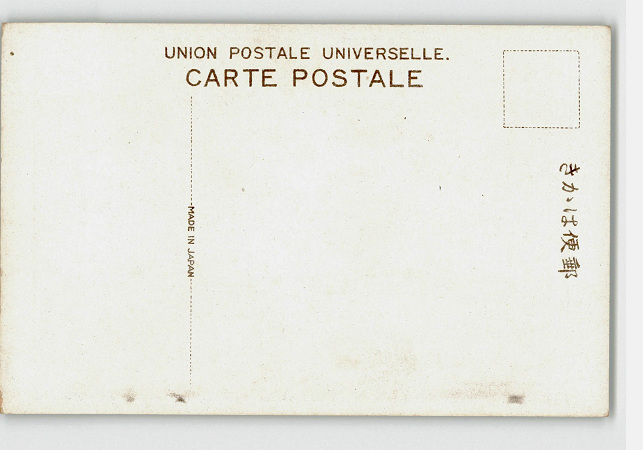 UNION POSTALE UNIVERSELLE.
CARTE POSTALE
MADE IN JAPAN
郵便はかき